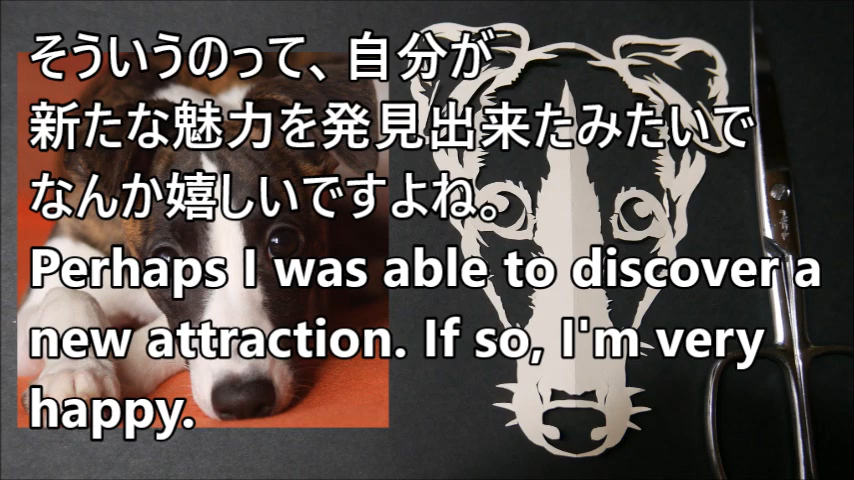 そういうのって、自分が
新たな魅力を発見出来たみたいで
なんか嬉しいですよね。
Perhaps I was able to discover a
new attraction. If so, I'm very
happy.